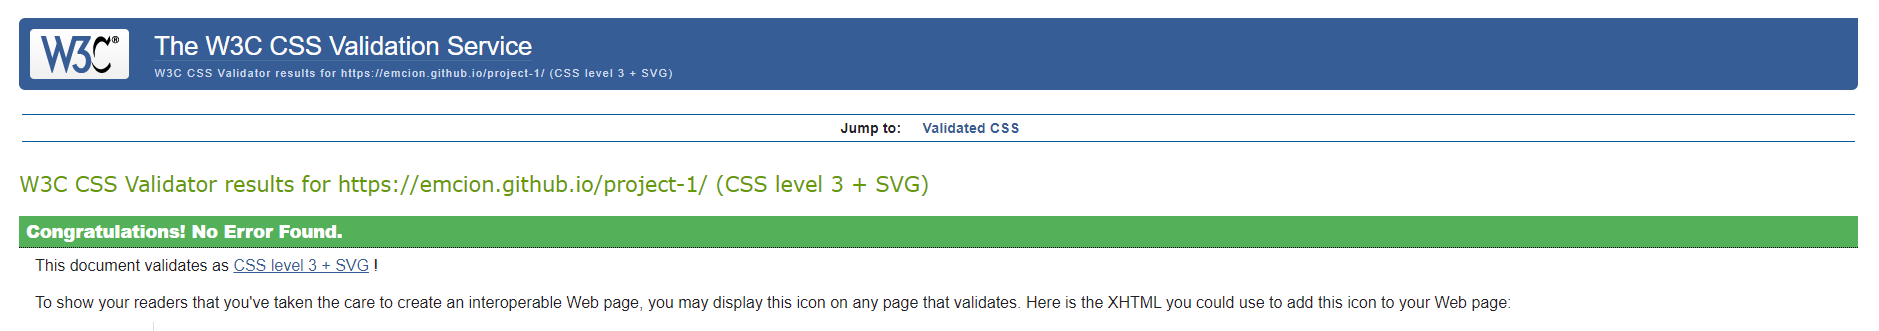 W3C®
The W3C CSS Validation Service
W3C CSS Validator results for https://emcion.github.io/project-1/ (CSS level 3 + SVG)
Jump to: Validated CSS
W3C CSS Validator results for https://emcion.github.io/project-1/ (CSS level 3 + SVG)
Congratulations! No Error Found.
This document validates as CSS level 3 + SVG !
To show your readers that you've taken the care to create an interoperable Web page, you may display this icon on any page that validates. Here is the XHTML you could use to add this icon to your Web page: